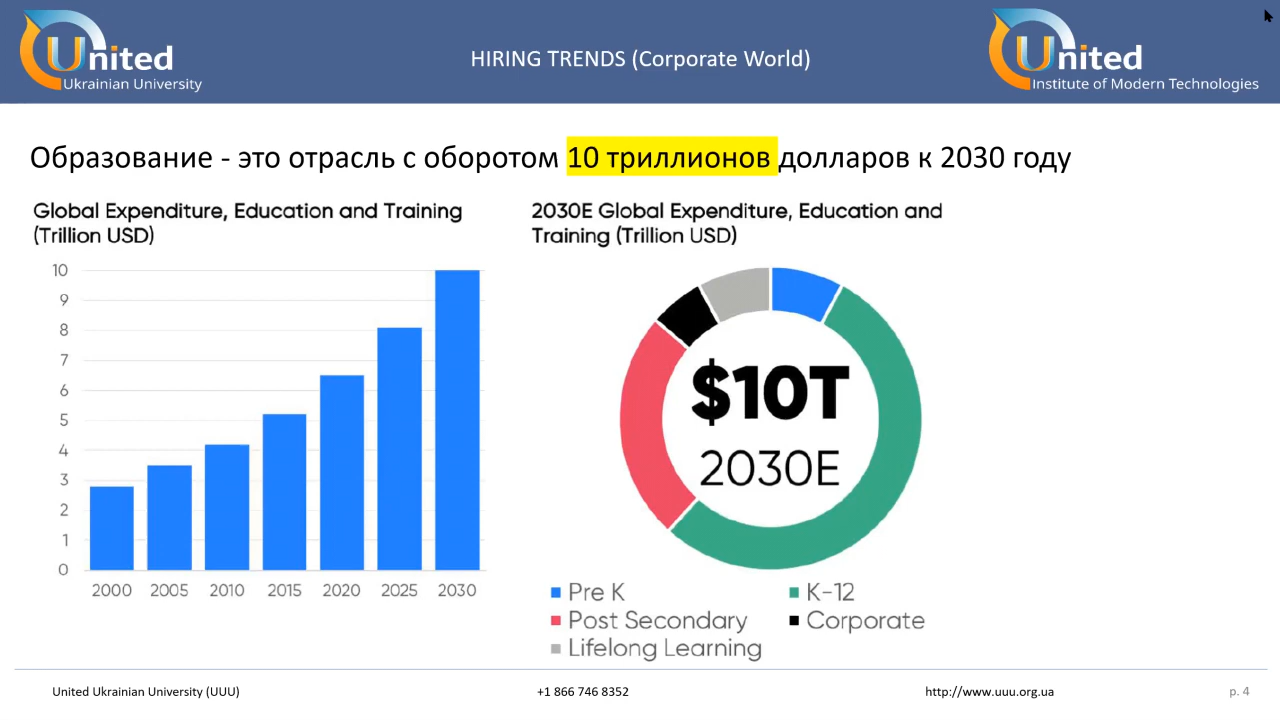 United
Ukrainian University
HIRING TRENDS (Corporate World)
United
Institute of Modern Technologies
Образование - это отрасль с оборотом 10 триллионов долларов к 2030 году
Global Expenditure, Education and Training
(Trillion USD)
10
9
8
7
6
5
4
3
2
1
0
2000 2005 2010 2015 2020 2025 2030
2030E Global Expenditure, Education and
Training (Trillion USD)
$10T
2030E
Pre K K-12
Post Secondary Corporate
Lifelong Learning
United Ukrainian University (UUU) +1 866 746 8352 http://www.uuu.org.ua p. 4